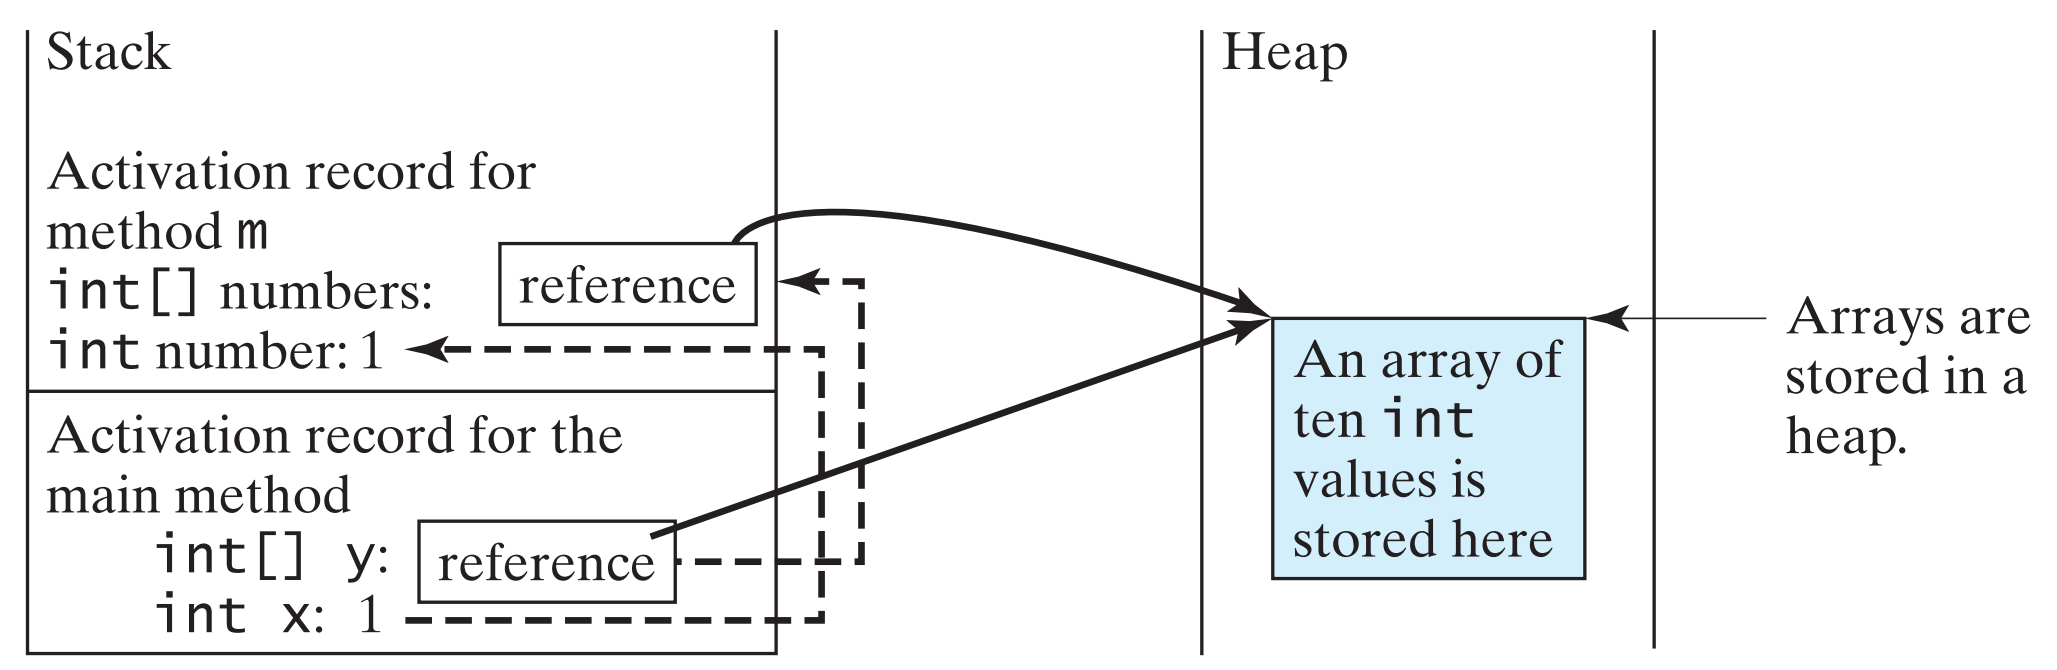 Stack
Activation record for
method m
int[] numbers:
reference
int number: 1
Activation record for the
main method
int[] y:
reference
int x: 1
Heap
An array of
ten int
values is
stored here
Arrays are
stored in a
heap.